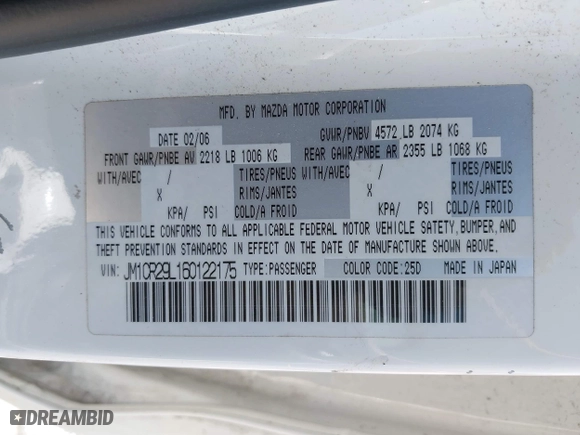 MFD. BY MAZDA MOTOR CORPORATION
DATE 02/06 GVWR/PNBV 4572 LB 2074 KG
FRONT GAWR/PNBE AV 2218 LB 1006 KG REAR GAWR/PNBE AR 2355 LB 1068 KG
WITH/AVEC / TIRES/PNEUS WITH/AVEC / TIRES/PNEUS
X RIMS/JANTES X RIMS/JANTES
KPA/ PSI COLD/A FROID KPA/ PSI COLD/A FROID
THIS VEHICLE CONFORMS TO ALL APPLICABLE FEDERAL MOTOR VEHICLE SAFETY,BUMPER,AND
THEFT PREVENTION STANDARDS IN EFFECT ON THE DATE OF MANUFACTURE SHOWN ABOVE.
VIN: JM1CR29L160122175 TYPE:PASSENGER COLOR CODE:25D MADE IN JAPAN
DREAMBID